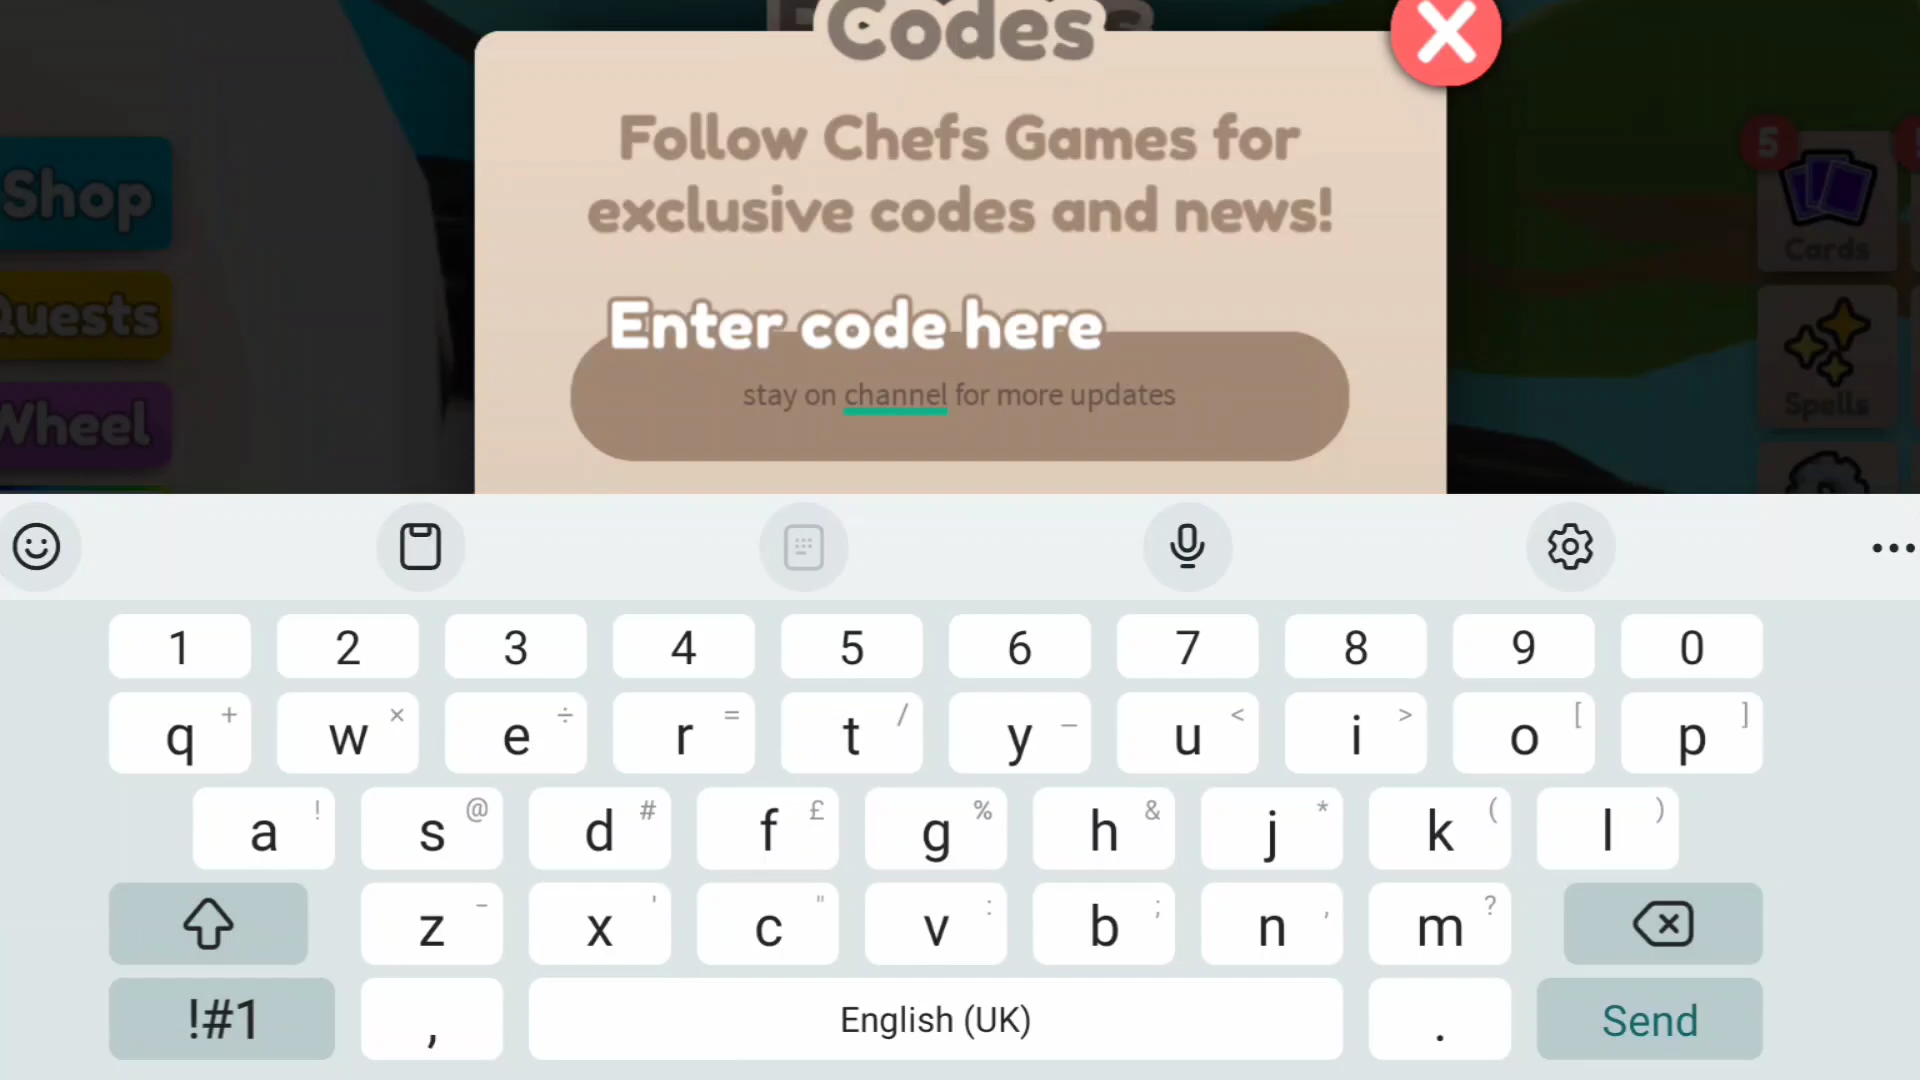 Codes
Follow Chefs Games for
exclusive codes and news!
Enter code here
stay on channel for more updates
Shop
Quests
Wheel
5
Cards
Spells
1 2 3 4 5 6 7 8 9 0
q + w × e ÷ r = t / y _ u < i > o [ p ]
a ! s @ d # f £ g % h & j * k ( l )
z - x ' c " v : b ; n , m ?
!#1 , English (UK) . Send